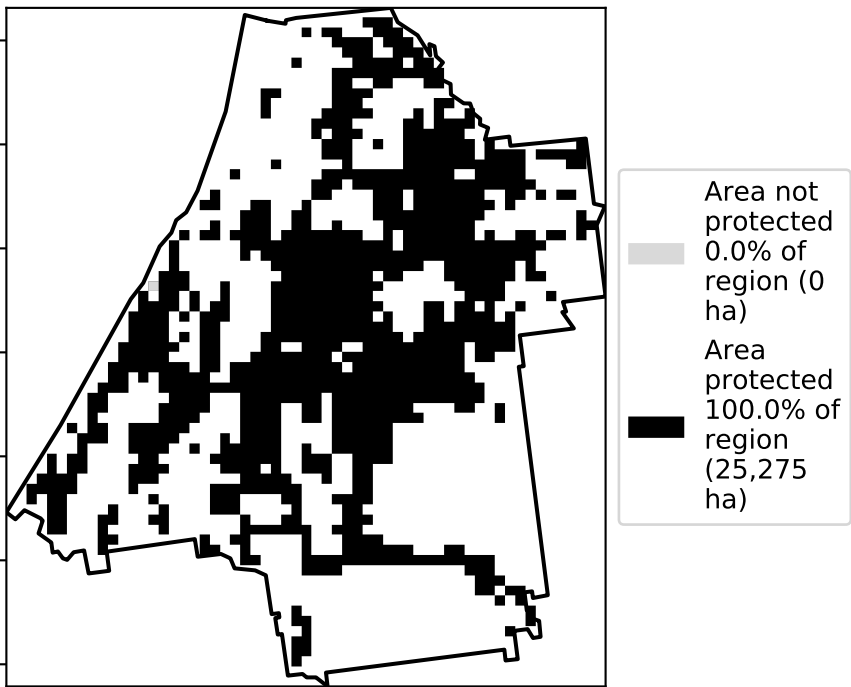 Area not
protected
0.0% of
region (0
ha)
Area
protected
100.0% of
region
(25,275
ha)